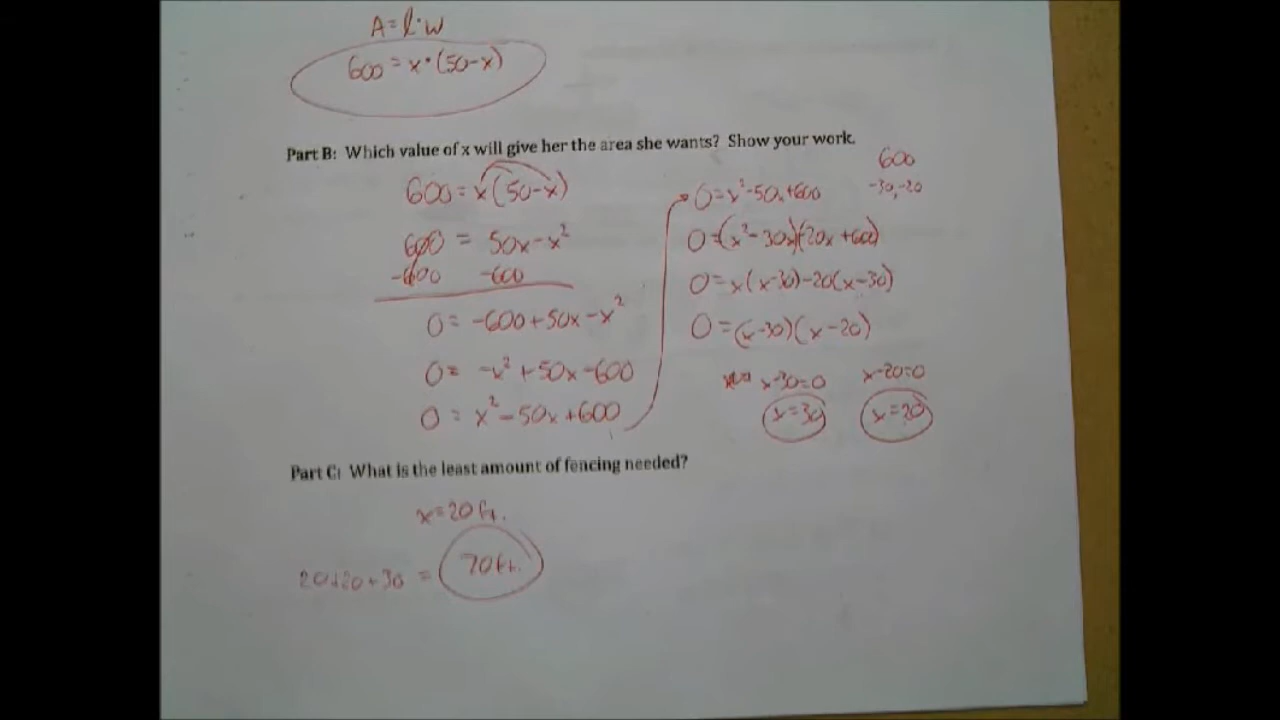 A = l · w
600 = x · (50-x)
Part B: Which value of x will give her the area she wants? Show your work.
600 = x(50-x)
600 = 50x - x²
-600 -600
0 = -600 + 50x - x²
0 = -x² + 50x - 600
0 = x² - 50x + 600
600
-30, -20
0 = x² - 50x + 600
0 = (x² - 30x)(20x + 600)
0 = x(x-30) - 20(x-30)
0 = (x-30)(x-20)
x-30=0 x-20=0
x=30 x=20
Part C: What is the least amount of fencing needed?
x=20 ft.
20+20+30 = 70 ft.